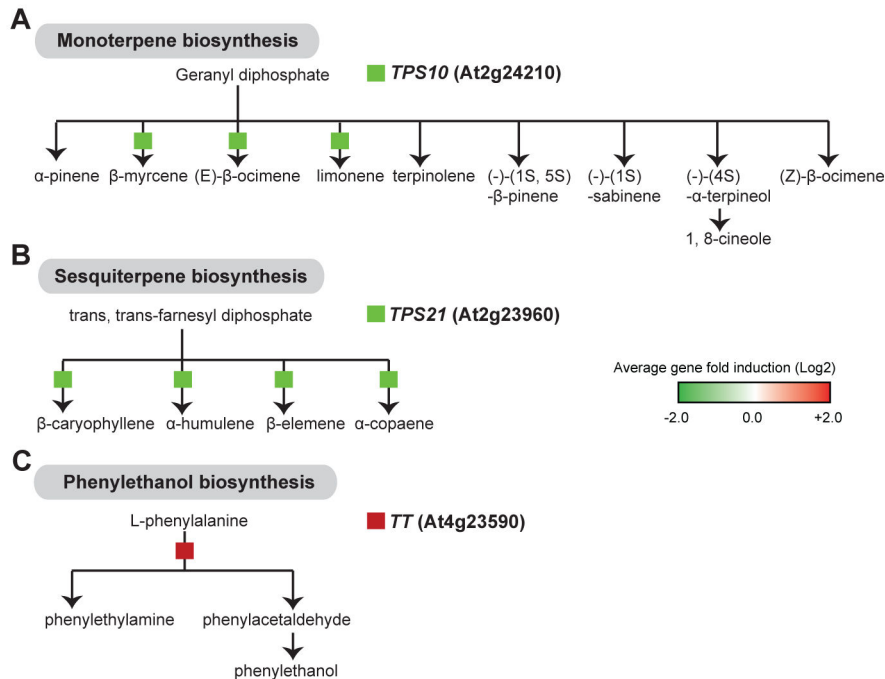 A
Monoterpene biosynthesis
Geranyl diphosphate
TPS10 (At2g24210)
α-pinene
β-myrcene
(E)-β-ocimene
limonene
terpinolene
(-)-(1S, 5S)
-β-pinene
(-)-(1S)
-sabinene
(-)-(4S)
-α-terpineol
(Z)-β-ocimene
1, 8-cineole
B
Sesquiterpene biosynthesis
trans, trans-farnesyl diphosphate
TPS21 (At2g23960)
β-caryophyllene
α-humulene
β-elemene
α-copaene
Average gene fold induction (Log2)
-2.0
0.0
+2.0
C
Phenylethanol biosynthesis
L-phenylalanine
TT (At4g23590)
phenylethylamine
phenylacetaldehyde
phenylethanol